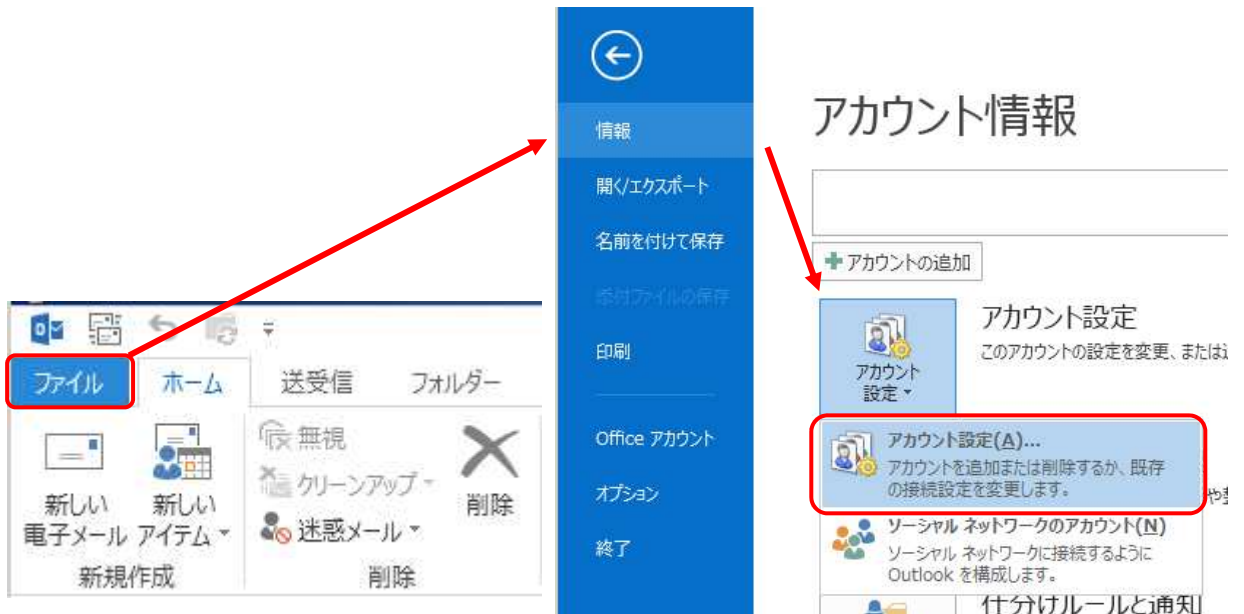 ファイル
ホーム
送受信
フォルダー
新しい
電子メール
新しい
アイテム
新規作成
無視
クリーンアップ
迷惑メール
削除
削除
情報
開く/エクスポート
名前を付けて保存
添付ファイルの保存
印刷
Office アカウント
オプション
終了
アカウント情報
アカウントの追加
アカウント
設定
アカウント設定
このアカウントの設定を変更、または
アカウント設定(A)...
アカウントを追加または削除するか、既存
の接続設定を変更します。
ソーシャル ネットワークのアカウント(N)
ソーシャル ネットワークに接続するように
Outlook を構成します。
仕分けルールと通知